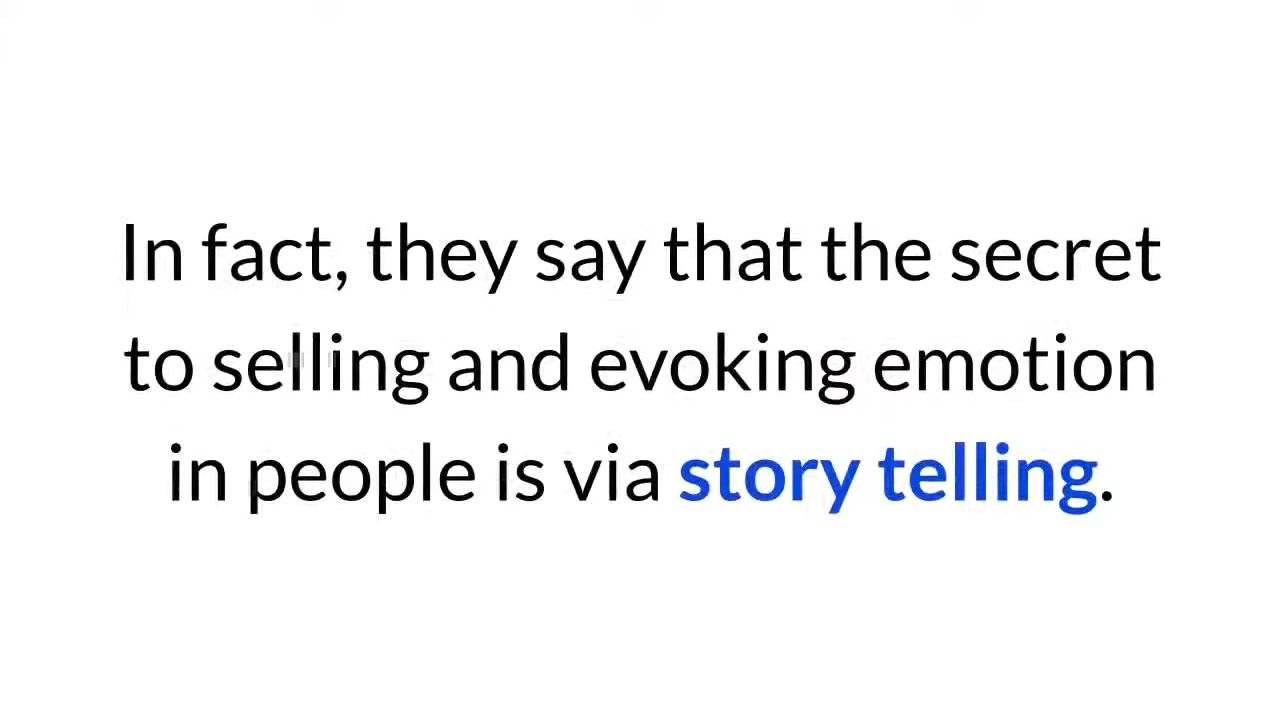 In fact, they say that the secret
to selling and evoking emotion
in people is via story telling.